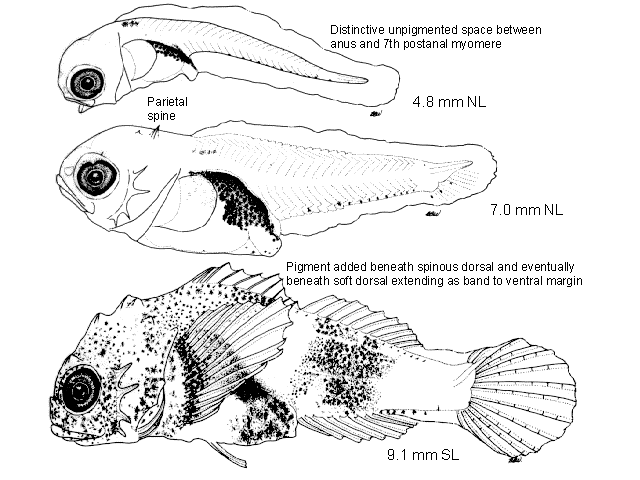 Distinctive unpigmented space between
anus and 7th postanal myomere
4.8 mm NL
Parietal
spine
7.0 mm NL
Pigment added beneath spinous dorsal and eventually
beneath soft dorsal extending as band to ventral margin
9.1 mm SL